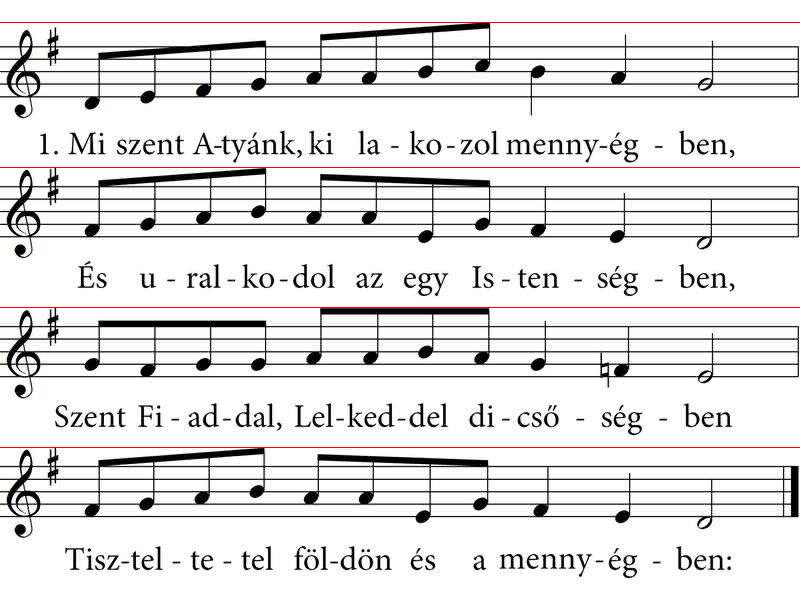 1. Mi szent A-tyánk, ki la - ko - zol menny-ég - ben,
És u - ral - ko - dol az egy Is - ten - ség - ben,
Szent Fi - ad - dal, Lel-ked-del di - cső - ség - ben
Tisz-tel - te - tel föl-dön és a menny-ég - ben: